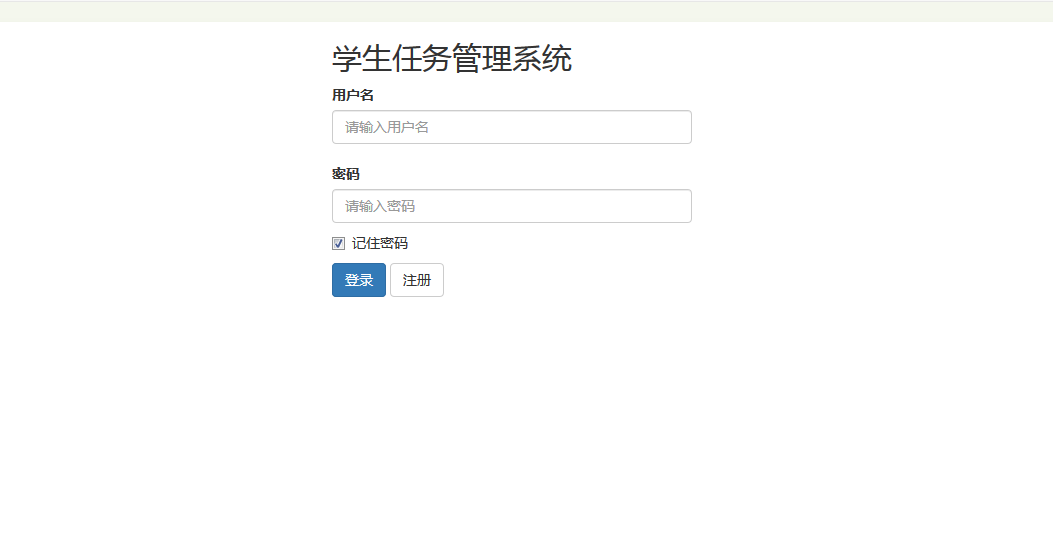 学生任务管理系统
用户名
请输入用户名
密码
请输入密码
记住密码
登录 注册